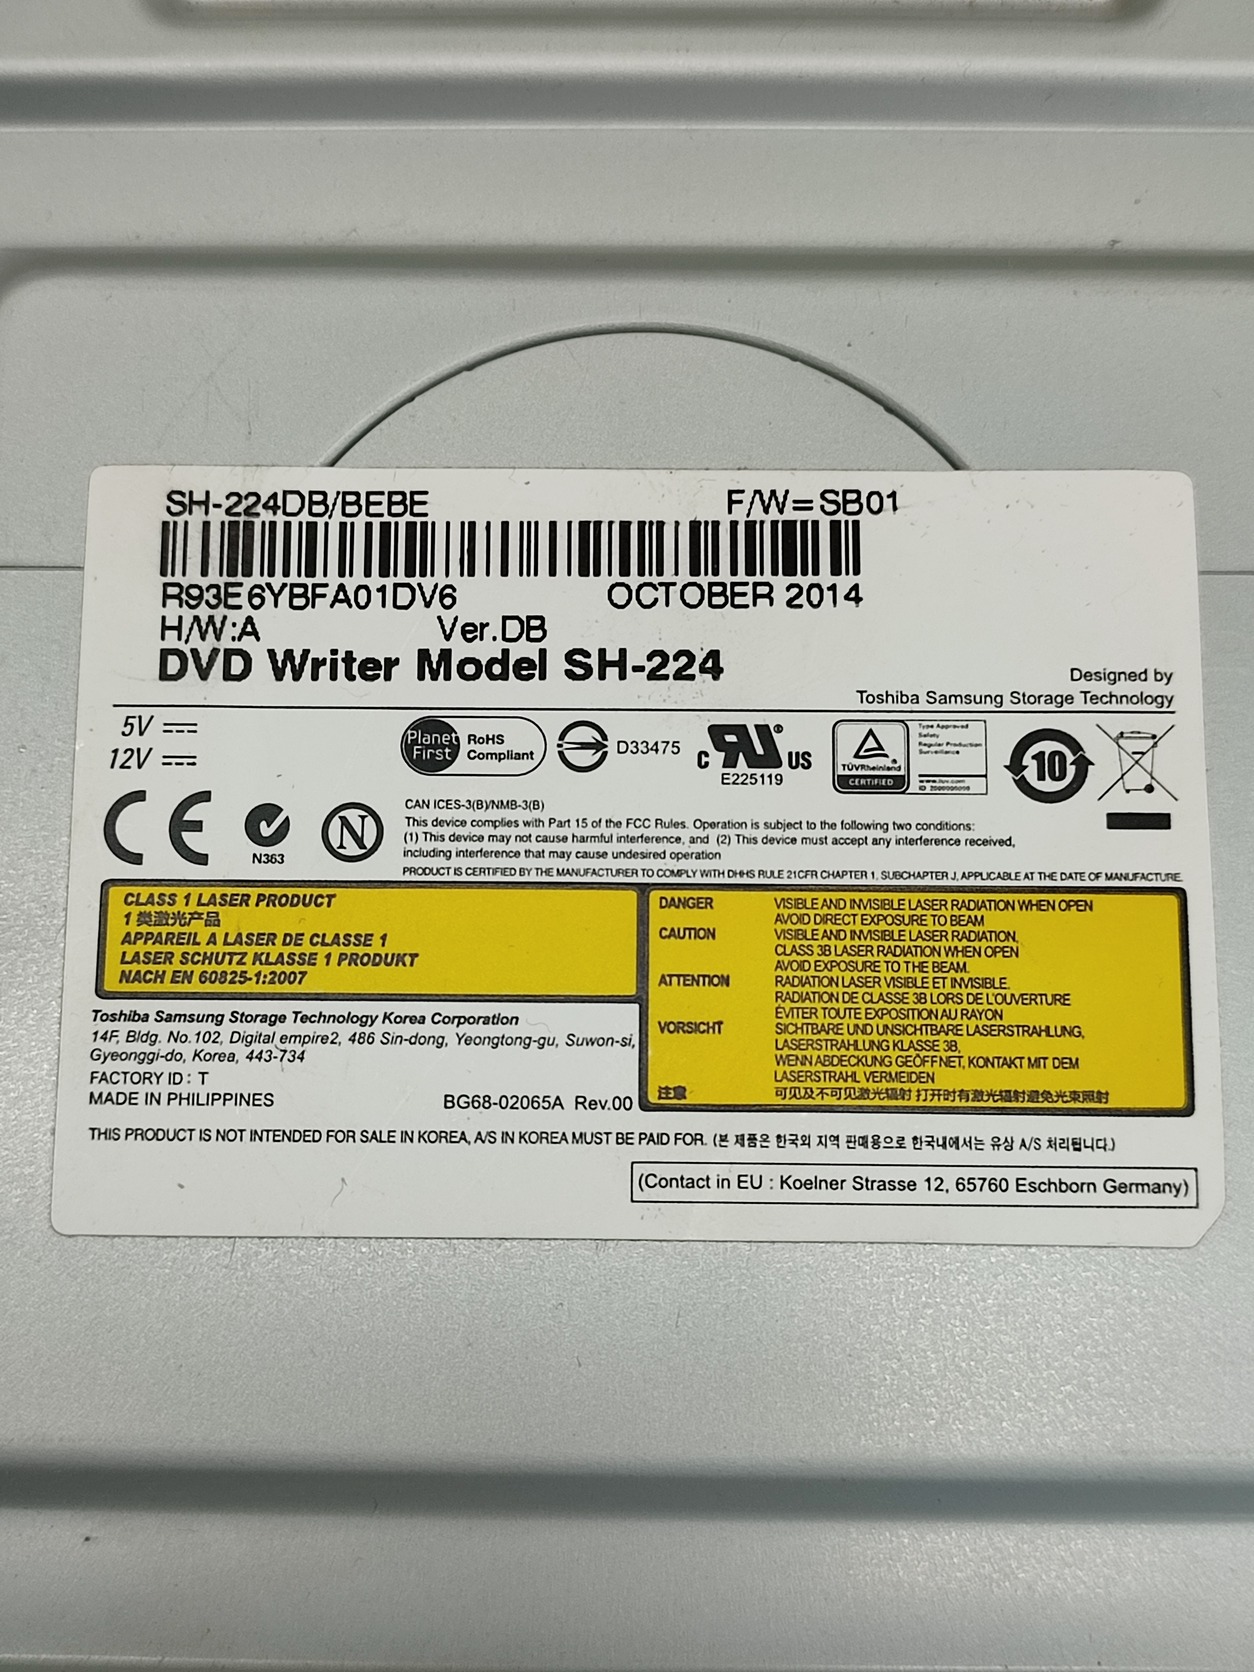 SH-224DB/BEBE F/W=SB01
R93E6YBFA01DV6 OCTOBER 2014
H/W:A Ver.DB
DVD Writer Model SH-224
Designed by
Toshiba Samsung Storage Technology
5V
12V
Planet First RoHS Compliant
D33475
C RU ® US
E225119
TÜVRheinland
CERTIFIED
Type Approved
Safety
Regular Production
Surveillance
www.tuv.com
10
CE
N363
N
CAN ICES-3(B)/NMB-3(B)
This device complies with Part 15 of the FCC Rules. Operation is subject to the following two conditions:
(1) This device may not cause harmful interference, and (2) This device must accept any interference received,
including interference that may cause undesired operation
PRODUCT IS CERTIFIED BY THE MANUFACTURER TO COMPLY WITH DHHS RULE 21CFR CHAPTER 1, SUBCHAPTER J, APPLICABLE AT THE DATE OF MANUFACTURE.
CLASS 1 LASER PRODUCT
1 类激光产品
APPAREIL A LASER DE CLASSE 1
LASER SCHUTZ KLASSE 1 PRODUKT
NACH EN 60825-1:2007
DANGER VISIBLE AND INVISIBLE LASER RADIATION WHEN OPEN
AVOID DIRECT EXPOSURE TO BEAM
CAUTION VISIBLE AND INVISIBLE LASER RADIATION,
CLASS 3B LASER RADIATION WHEN OPEN
AVOID EXPOSURE TO THE BEAM.
ATTENTION RADIATION LASER VISIBLE ET INVISIBLE.
RADIATION DE CLASSE 3B LORS DE L'OUVERTURE
ÉVITER TOUTE EXPOSITION AU RAYON
VORSICHT SICHTBARE UND UNSICHTBARE LASERSTRAHLUNG,
LASERSTRAHLUNG KLASSE 3B,
WENN ABDECKUNG GEÖFFNET, KONTAKT MIT DEM
LASERSTRAHL VERMEIDEN
注意 可见及不可见激光辐射 打开时有激光辐射避免光束照射
Toshiba Samsung Storage Technology Korea Corporation
14F, Bldg. No.102, Digital empire2, 486 Sin-dong, Yeongtong-gu, Suwon-si,
Gyeonggi-do, Korea, 443-734
FACTORY ID : T
MADE IN PHILIPPINES BG68-02065A Rev.00
THIS PRODUCT IS NOT INTENDED FOR SALE IN KOREA, A/S IN KOREA MUST BE PAID FOR. (본 제품은 한국외 지역 판매용으로 한국내에서는 유상 A/S 처리됩니다.)
(Contact in EU : Koelner Strasse 12, 65760 Eschborn Germany)